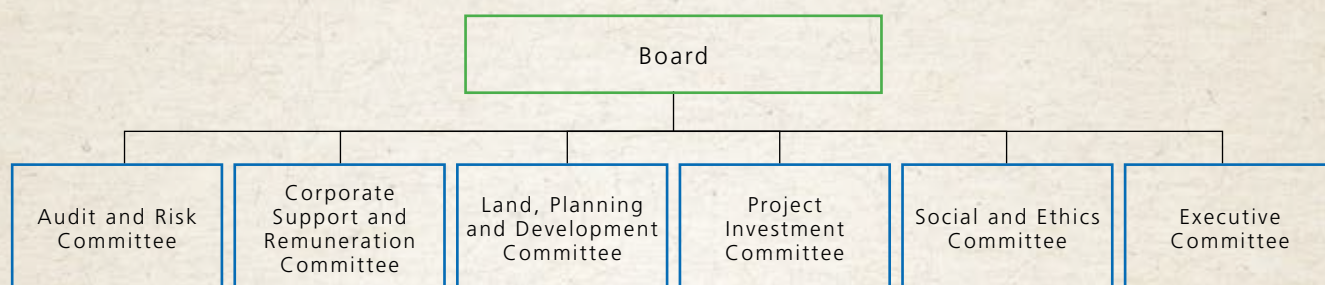 Board
Audit and Risk
Committee
Corporate
Support and
Remuneration
Committee
Land, Planning
and Development
Committee
Project
Investment
Committee
Social and Ethics
Committee
Executive
Committee